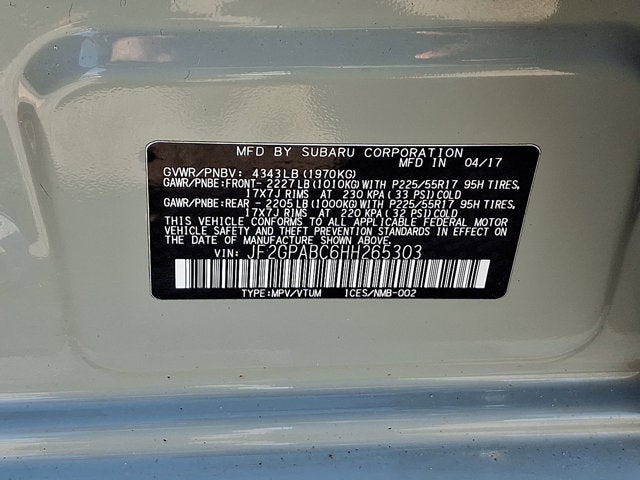 MFD BY SUBARU CORPORATION
MFD IN 04/17
GVWR/PNBV: 4343LB(1970KG)
GAWR/PNBE:FRONT- 2227LB(1010KG)WITH P225/55R17 95H TIRES,
17X7J RIMS AT 230 KPA (33 PSI)COLD
GAWR/PNBE:REAR - 2205LB(1000KG)WITH P225/55R17 95H TIRES,
17X7J RIMS AT 220 KPA (32 PSI)COLD
THIS VEHICLE CONFORMS TO ALL APPLICABLE FEDERAL MOTOR
VEHICLE SAFETY AND THEFT PREVENTION STANDARDS IN EFFECT
ON THE DATE OF MANUFACTURE SHOWN ABOVE.
VIN: JF2GPABC6HH265303
TYPE:MPV/VTUM ICES/NMB-002